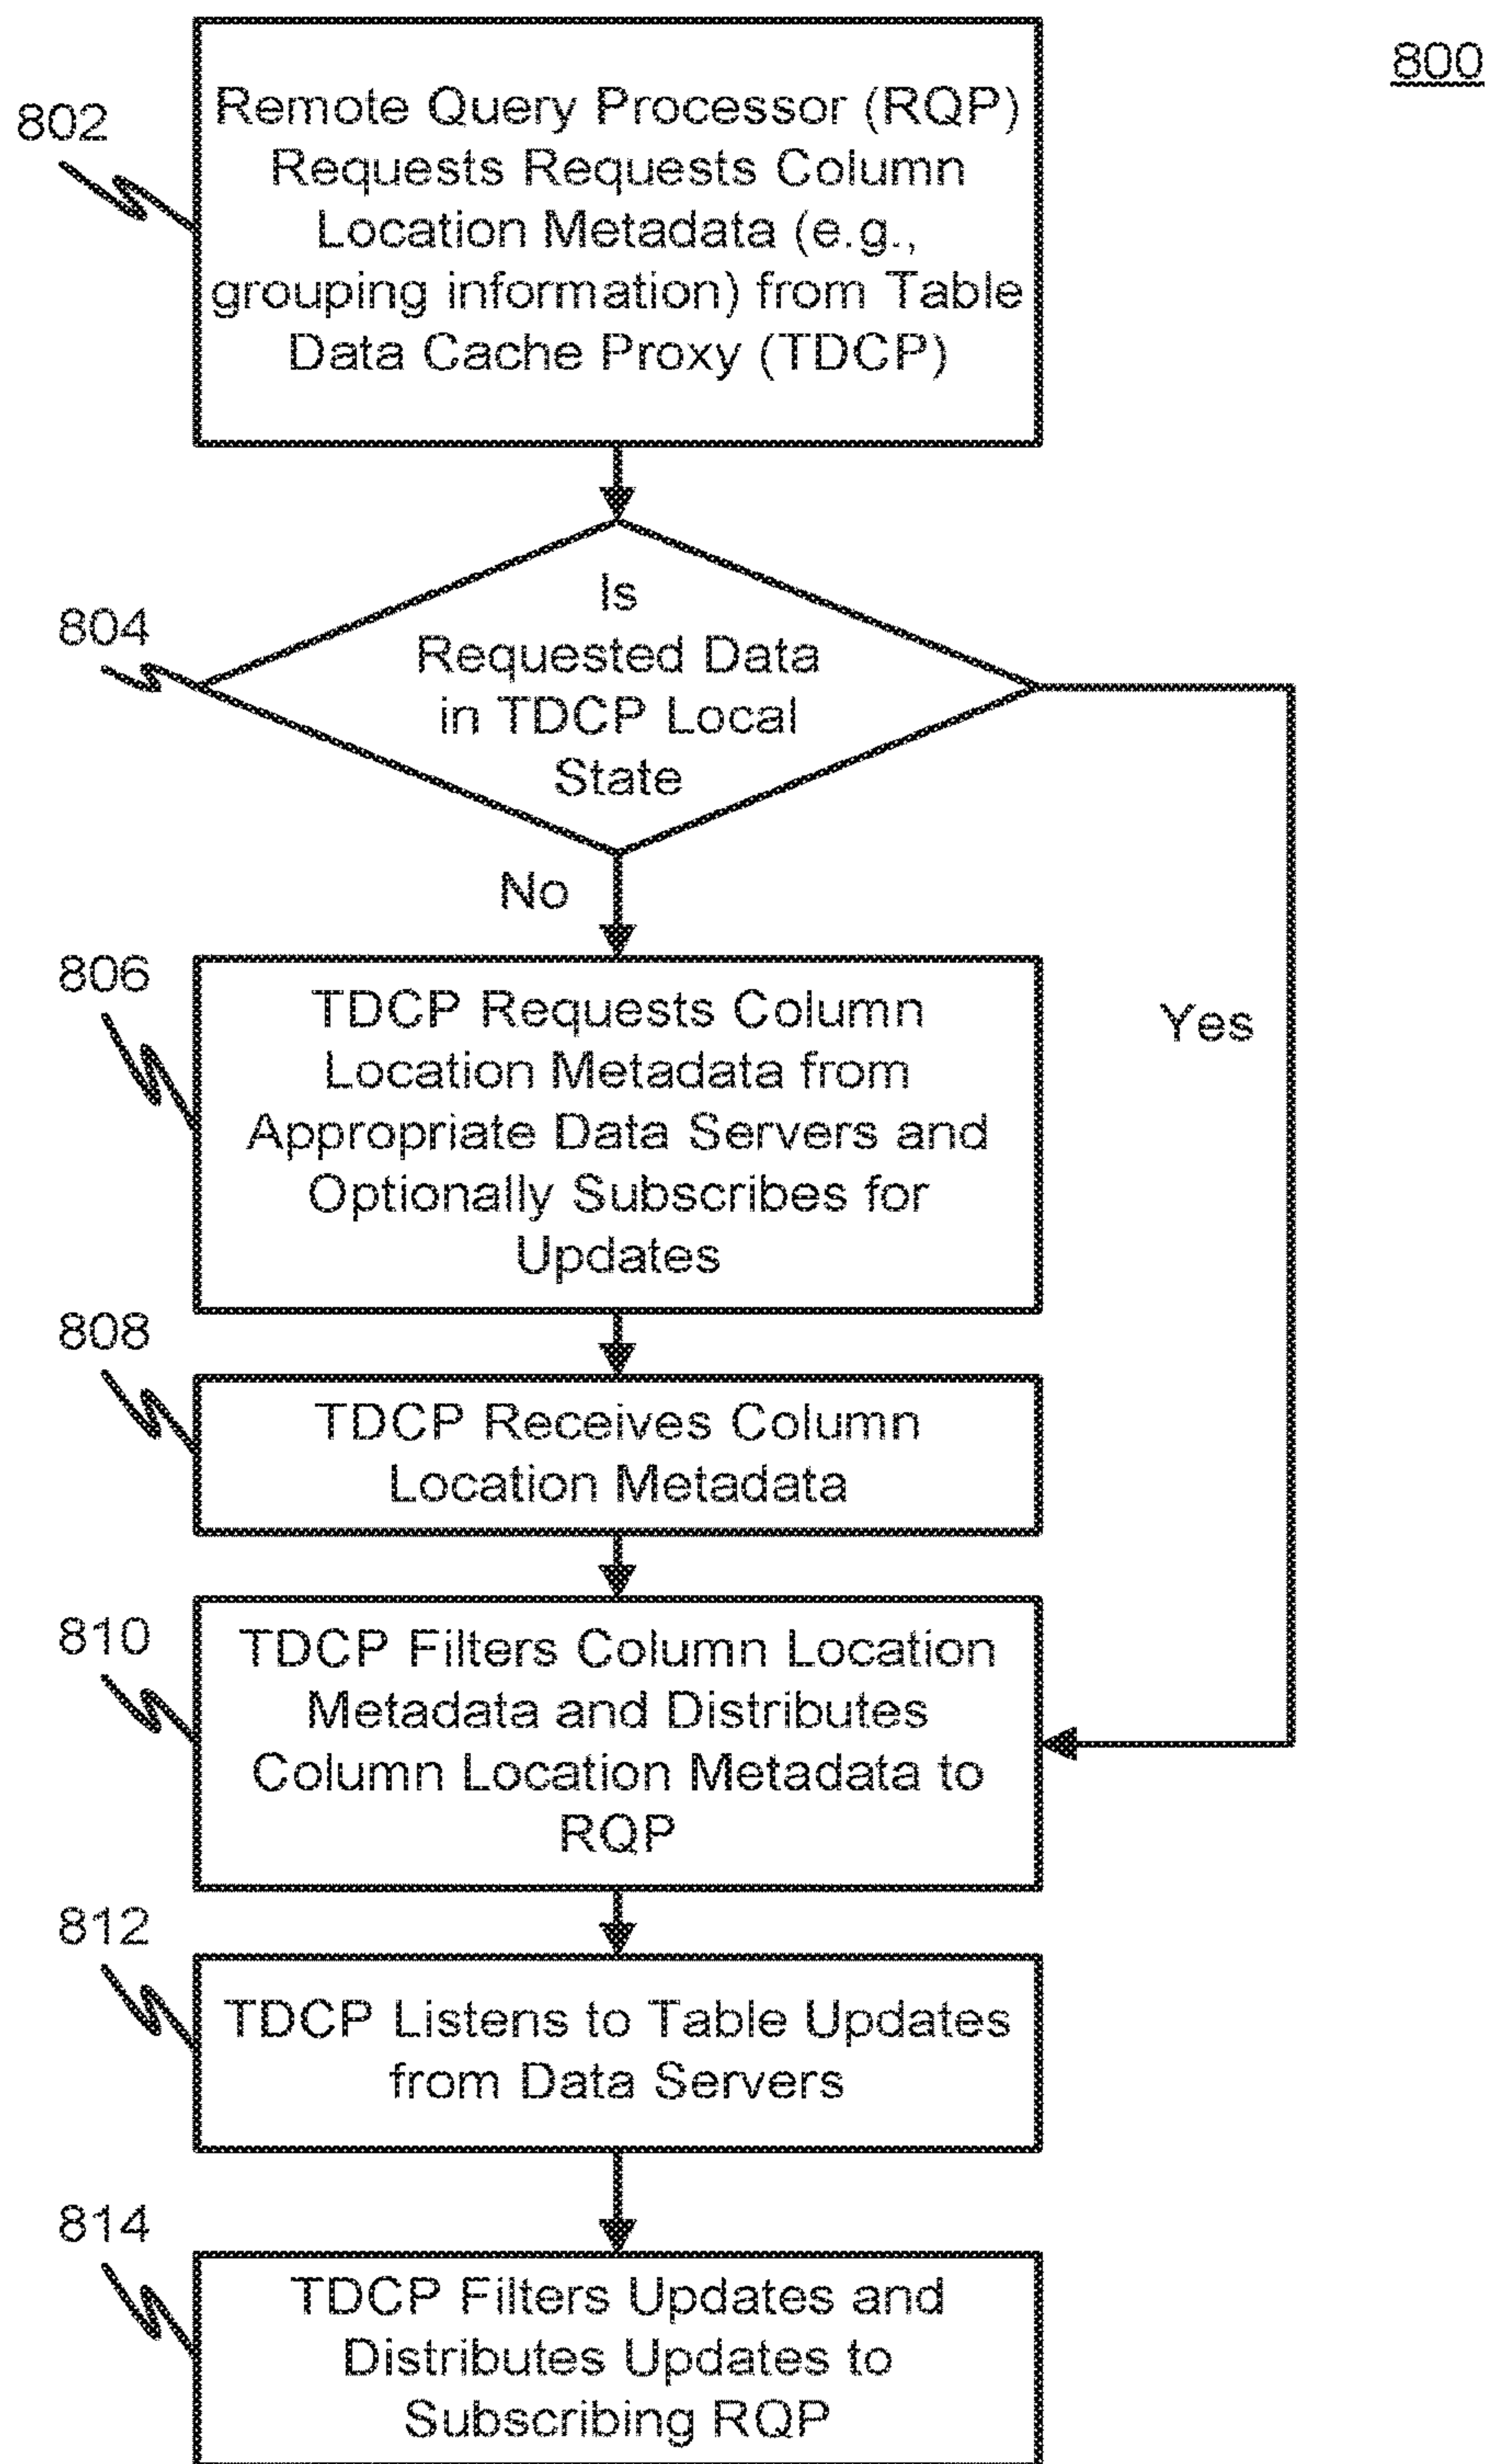 800
802
Remote Query Processor (RQP)
Requests Requests Column
Location Metadata (e.g.,
grouping information) from Table
Data Cache Proxy (TDCP)
804
Is
Requested Data
in TDCP Local
State
No
Yes
806
TDCP Requests Column
Location Metadata from
Appropriate Data Servers and
Optionally Subscribes for
Updates
808
TDCP Receives Column
Location Metadata
810
TDCP Filters Column Location
Metadata and Distributes
Column Location Metadata to
RQP
812
TDCP Listens to Table Updates
from Data Servers
814
TDCP Filters Updates and
Distributes Updates to
Subscribing RQP